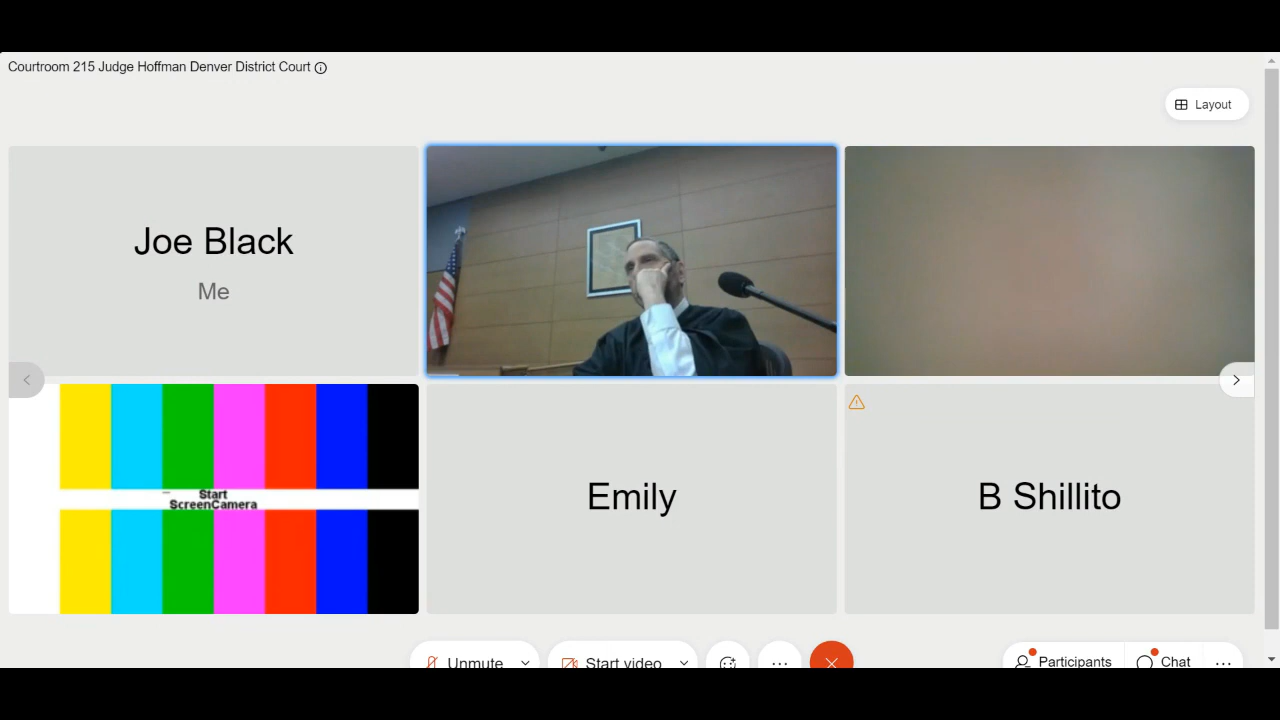 Courtroom 215 Judge Hoffman Denver District Court
Layout
Joe Black
Me
Start
ScreenCamera
Emily
B Shillito
Unmute
Start video
Participants
Chat